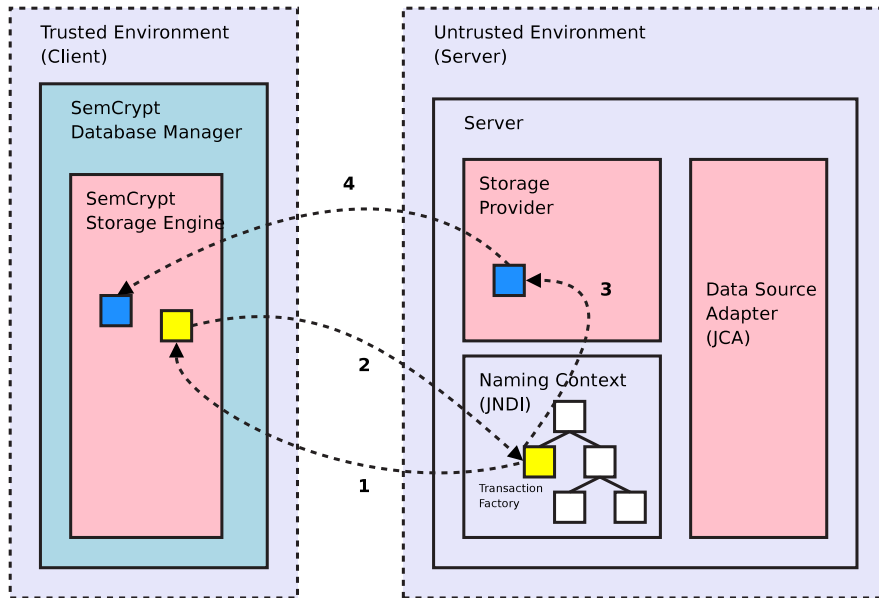 Trusted Environment
(Client)
SemCrypt
Database Manager
SemCrypt
Storage Engine
Untrusted Environment
(Server)
Server
Storage
Provider
Data Source
Adapter
(JCA)
Naming Context
(JNDI)
Transaction
Factory
4
3
2
1